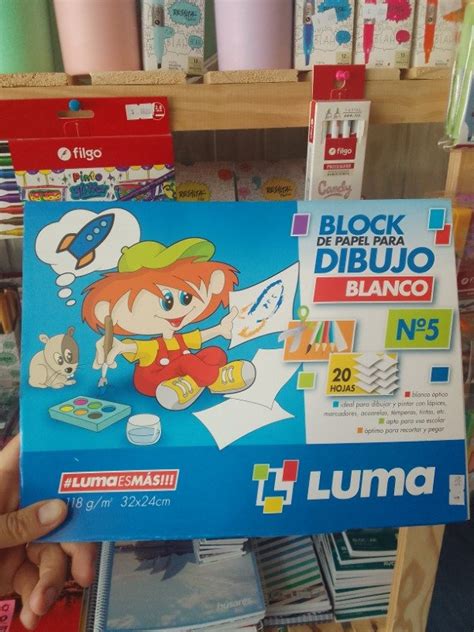 filgo
filgo
Candy
BLOCK
DE PAPEL PARA
DIBUJO
BLANCO
Nº5
20
HOJAS
blanco óptico
ideal para dibujar y pintar con lápices,
marcadores, acuarelas, témperas, tintas, etc.
apto para uso escolar
óptimo para recortar y pegar
#LUMAESMÁS!!!
118 g/m² 32x24cm
LUMA